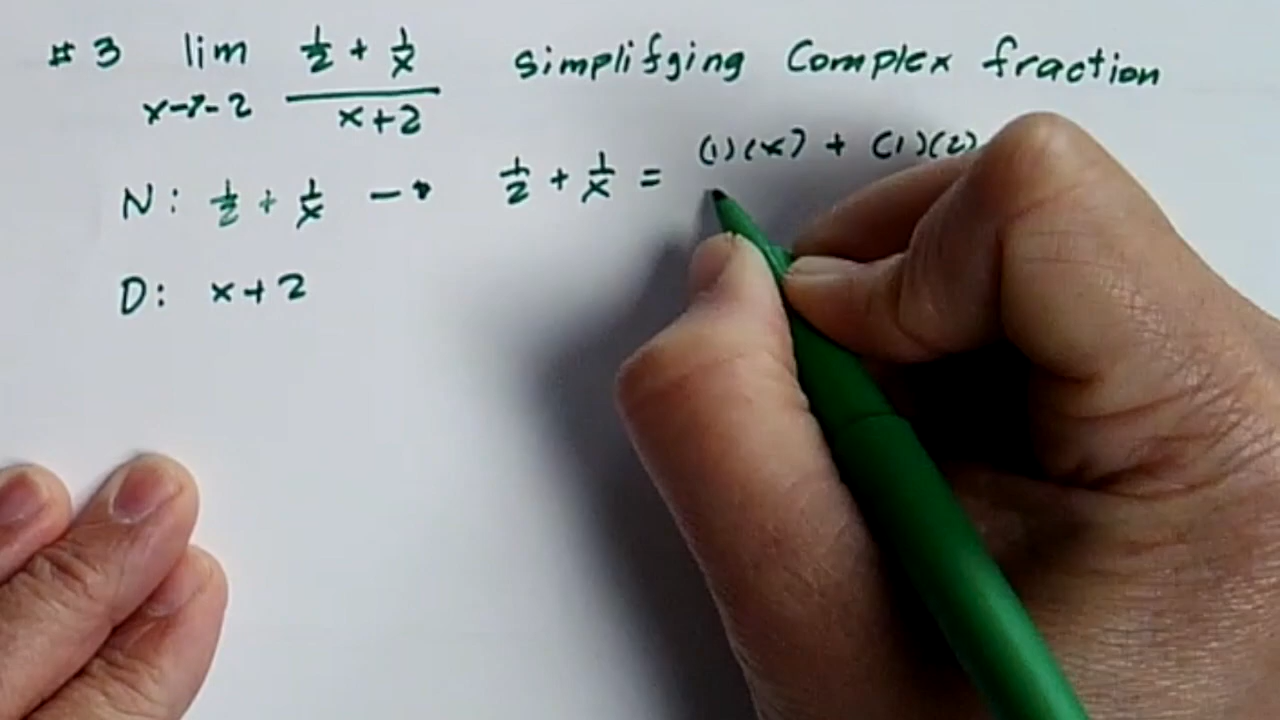 # 3 lim x→-2 (1/2 + 1/x)/(x+2) Simplifying Complex fraction
N: 1/2 + 1/x → 1/2 + 1/x = (1)(x) + (1)(2)
D: x+2